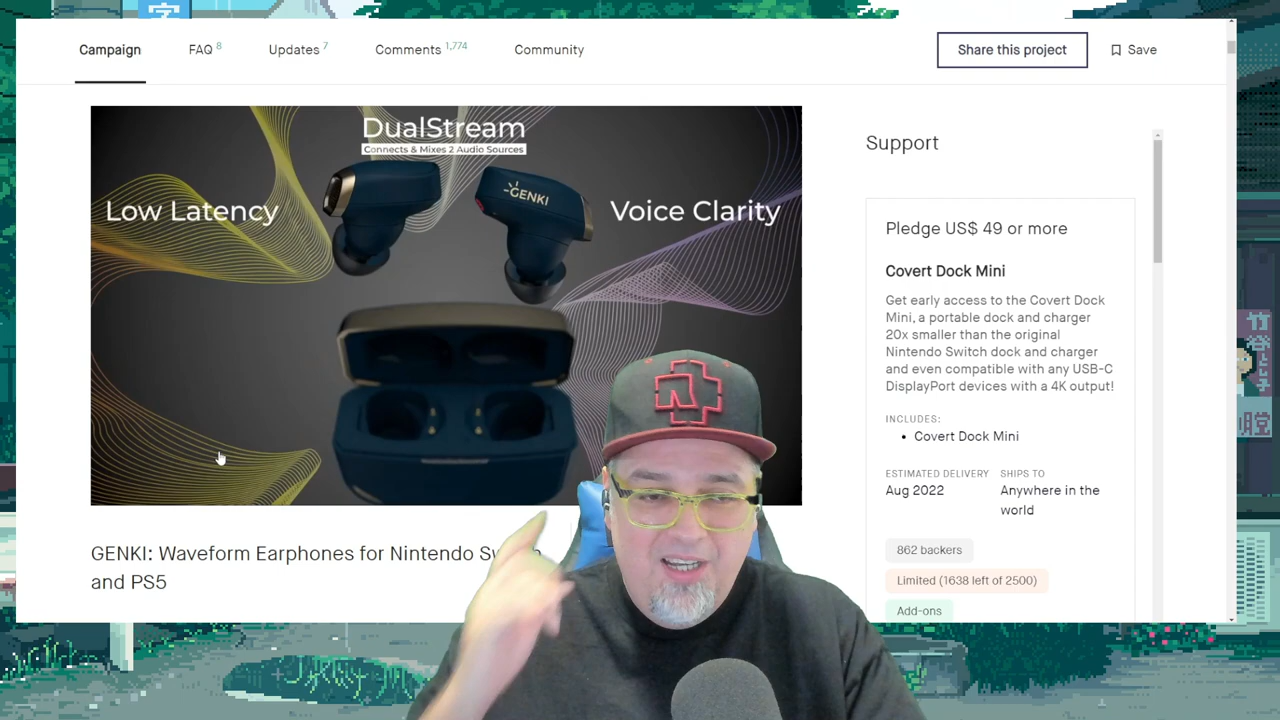 字
Campaign
FAQ 8
Updates 7
Comments 1,774
Community
Share this project
Save
DualStream
Connects & Mixes 2 Audio Sources
Low Latency
GENKI
Voice Clarity
GENKI: Waveform Earphones for Nintendo
and PS5
Support
Pledge US$ 49 or more
Covert Dock Mini
Get early access to the Covert Dock
Mini, a portable dock and charger
20x smaller than the original
Nintendo Switch dock and charger
and even compatible with any USB-C
DisplayPort devices with a 4K output!
INCLUDES:
• Covert Dock Mini
ESTIMATED DELIVERY
Aug 2022
SHIPS TO
Anywhere in the
world
862 backers
Limited (1638 left of 2500)
Add-ons